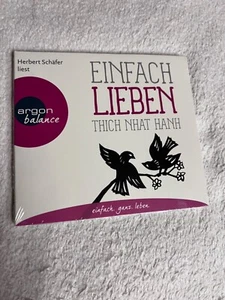 Herbert Schäfer
liest
argon
balance
EINFACH
LIEBEN
THICH NHAT HANH
einfach. ganz. leben.